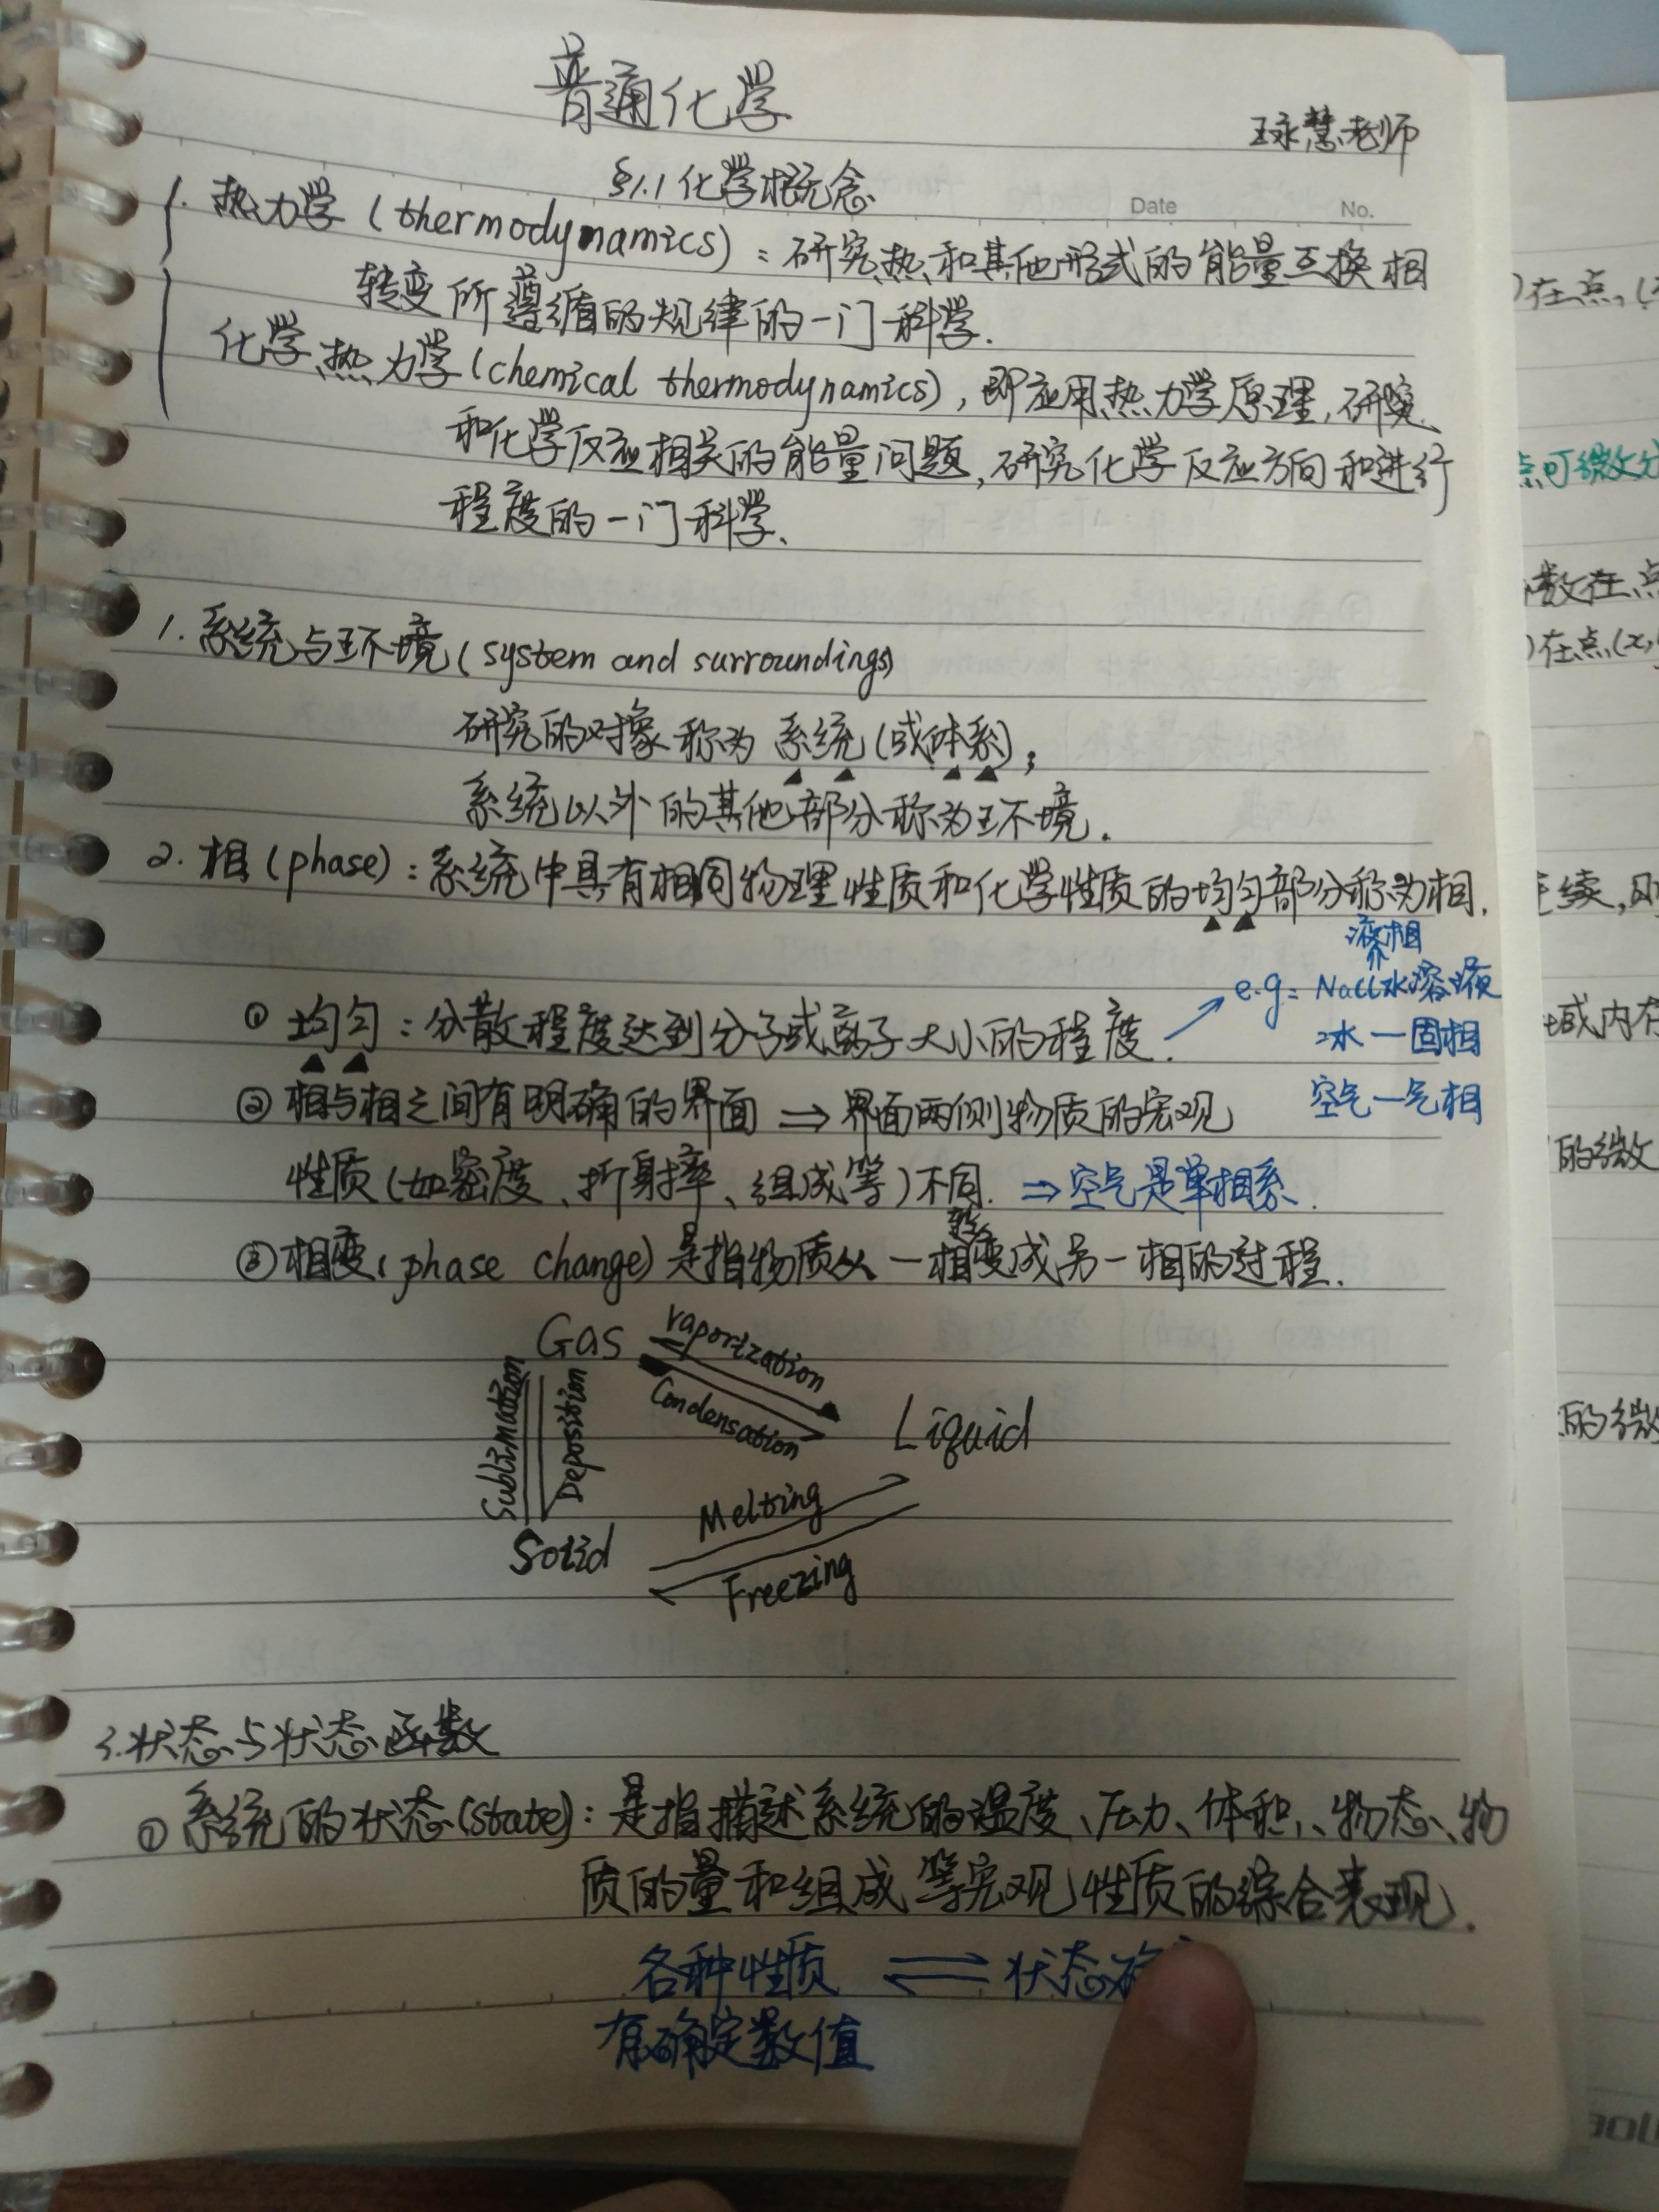 普通化学
王永慧老师
§1.1 化学概念
Date No.
1. 热力学(thermodynamics):研究热和其他形式的能量互换相
转变所遵循的规律的一门科学.
化学热力学(chemical thermodynamics),即应用热力学原理,研究
和化学反应相关的能量问题,研究化学反应方向和进行
程度的一门科学、
1. 系统与环境(system and surroundings)
研究的对象称为系统(或体系);
系统以外的其他部分称为环境.
2. 相(phase):系统中具有相同物理性质和化学性质的均匀部分称为相.
液相
① 均匀:分散程度达到分子或离子大小的程度. → e.g= NaCl水溶液
冰—固相
② 相与相之间有明确的界面 ⇒ 界面两侧物质的宏观
空气—气相
性质(如密度、折射率、组成等)不同. ⇒ 空气是单相系.
转
③ 相变(phase change)是指物质从一相变成另一相的过程.
Gas
vaporization
Condensation
Liquid
Sublimation
Deposition
Melting
Solid
Freezing
3.状态与状态函数
① 系统的状态(state):是指描述系统的温度、压力、体积、物态、物
质的量和组成等宏观性质的综合表现.
各种性质 ⇌ 状态
有确定数值
在点
点可微
数在点
)在点(x,
连续,则
域内
的微
的微